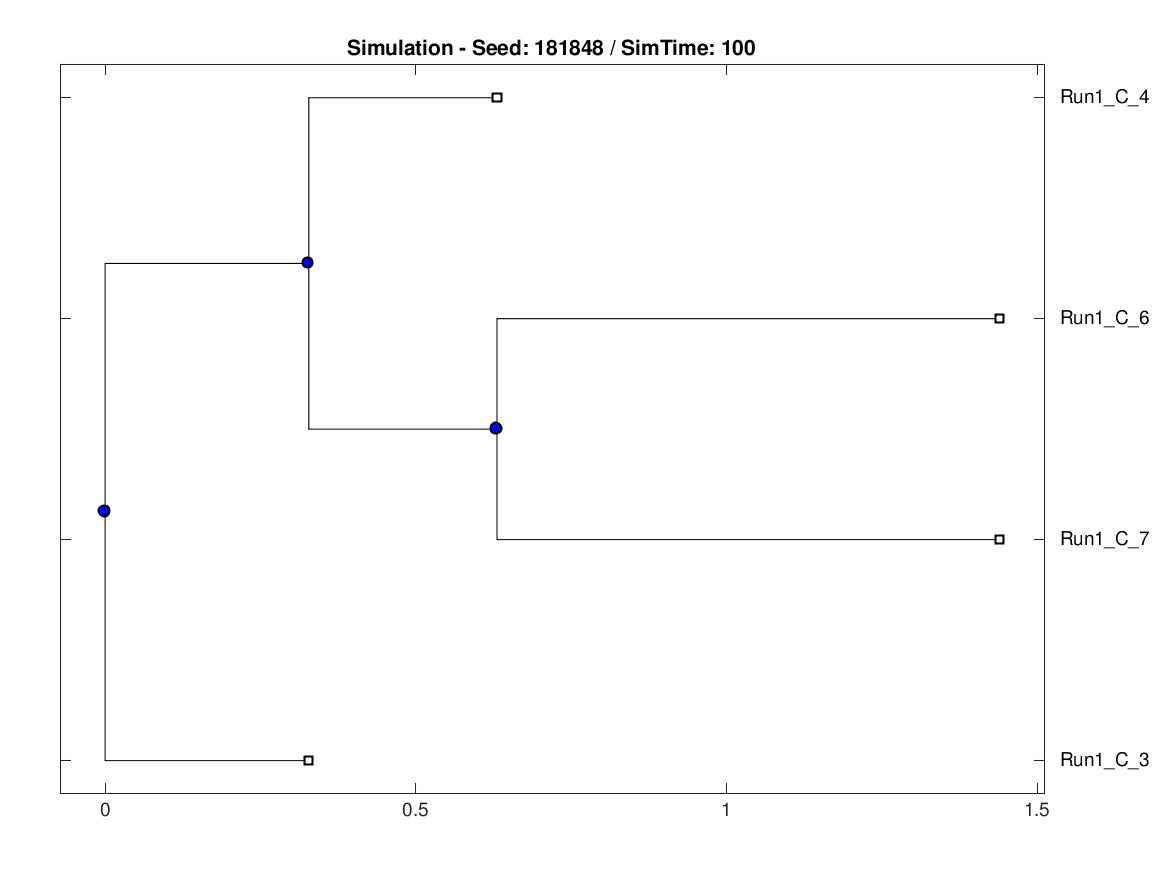 Simulation - Seed: 181848 / SimTime: 100
Run1_C_4
Run1_C_6
Run1_C_7
Run1_C_3
0 0.5 1 1.5